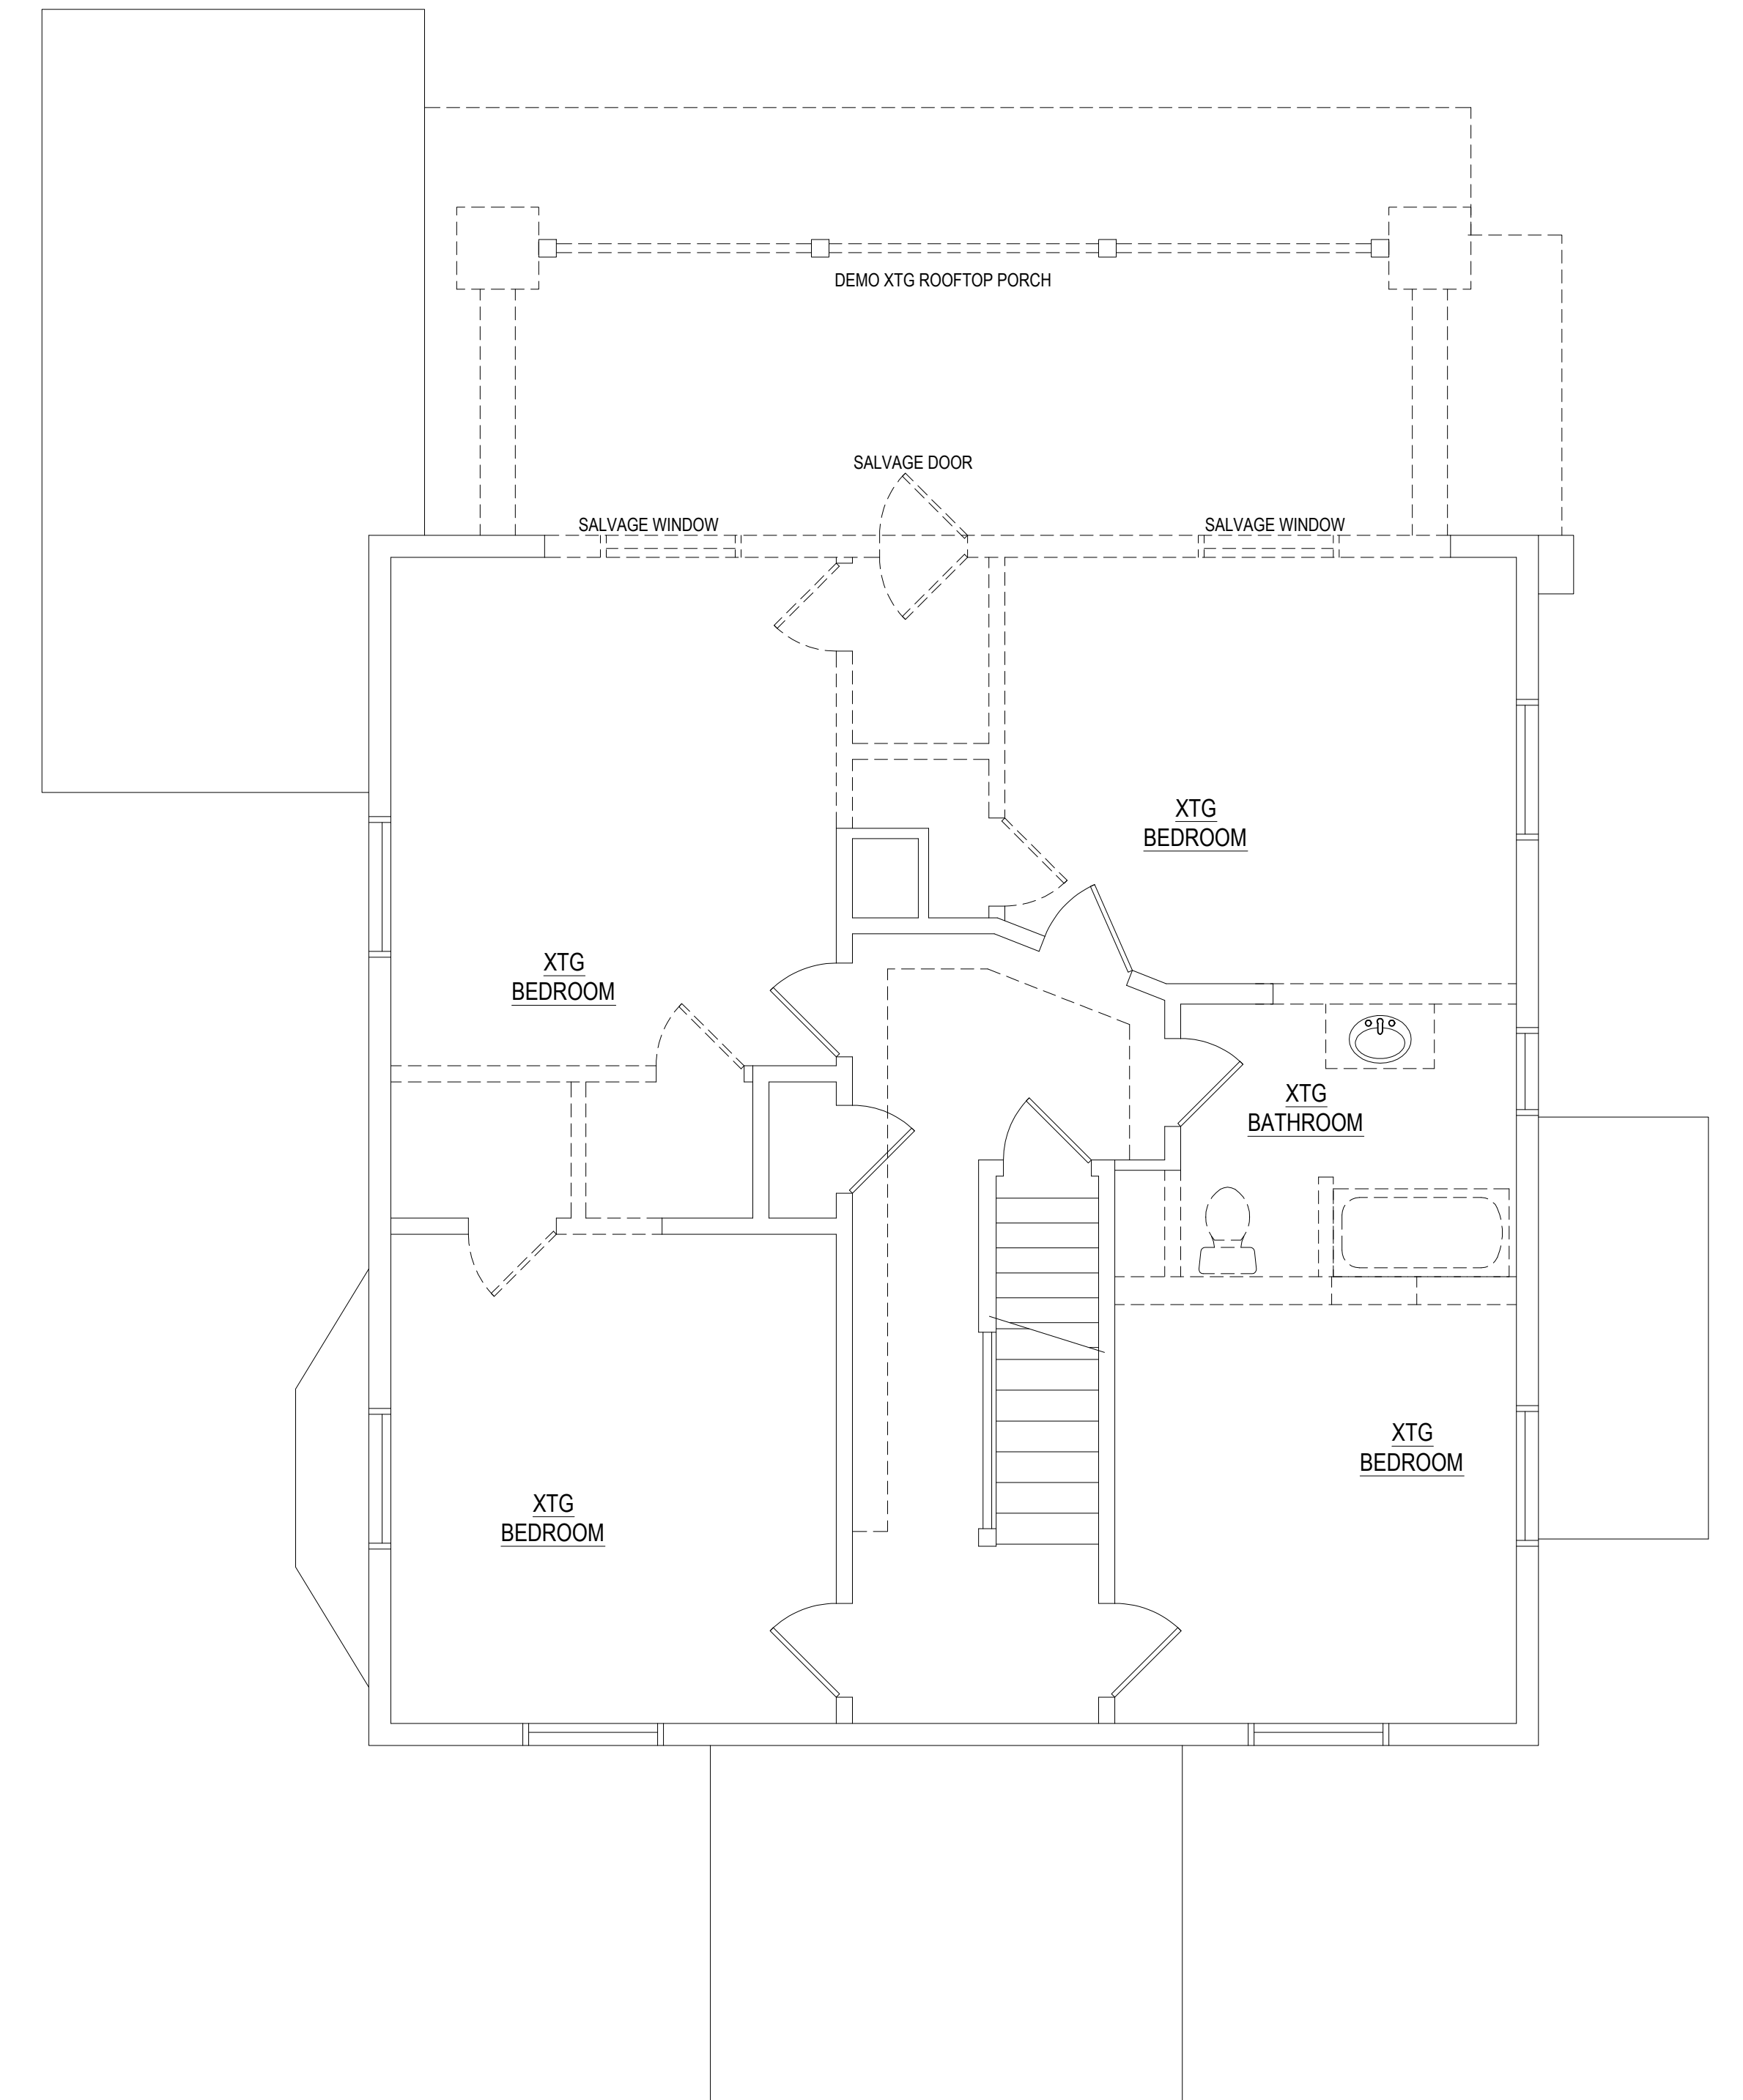 DEMO XTG ROOFTOP PORCH
SALVAGE DOOR
SALVAGE WINDOW
SALVAGE WINDOW
XTG
BEDROOM
XTG
BEDROOM
XTG
BATHROOM
XTG
BEDROOM
XTG
BEDROOM